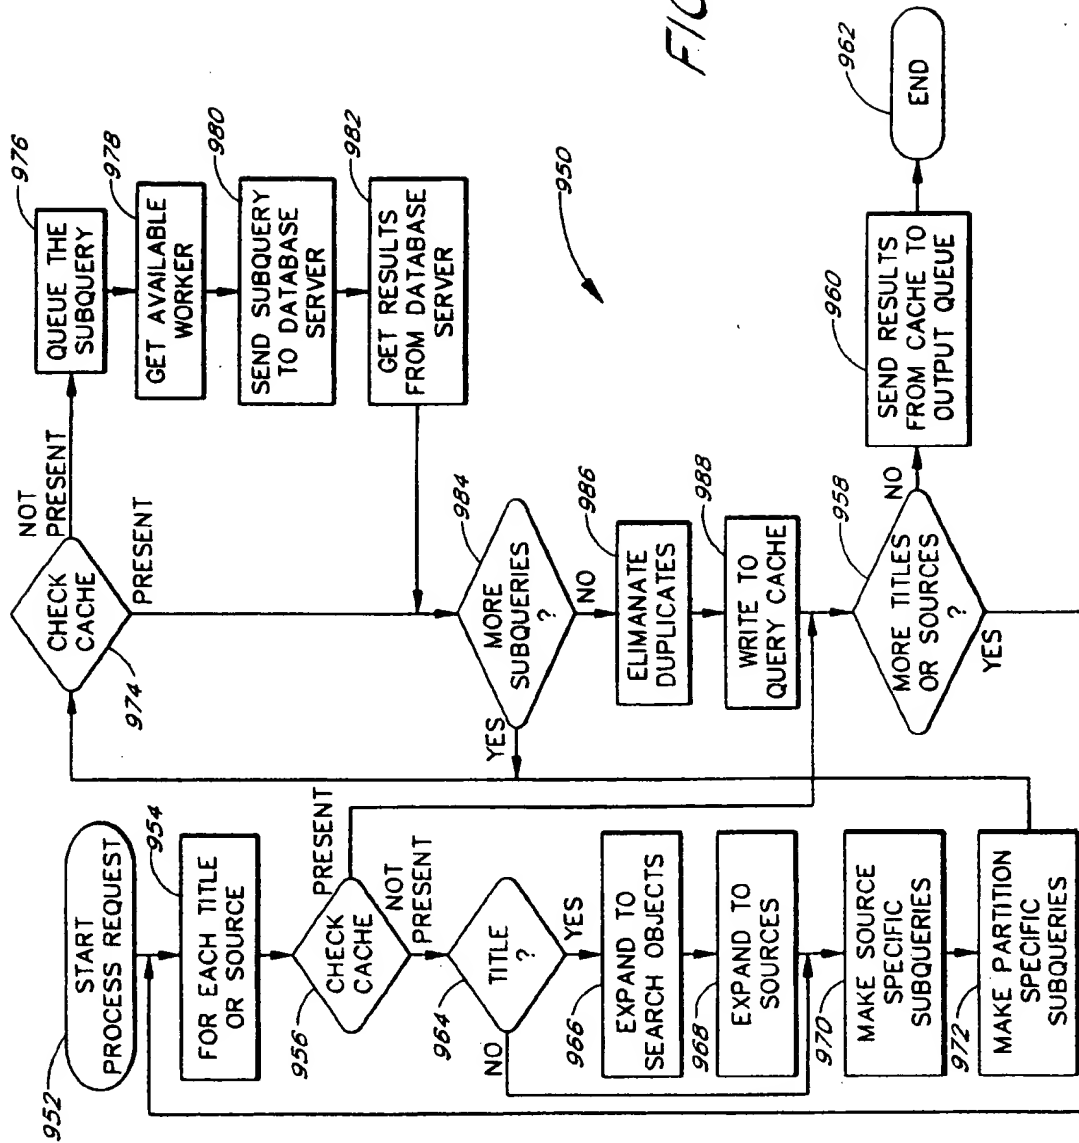 952
START
PROCESS REQUEST
954
FOR EACH TITLE
OR SOURCE
956
CHECK
CACHE
PRESENT
NOT
PRESENT
964
TITLE
?
NO
YES
966
EXPAND TO
SEARCH OBJECTS
968
EXPAND TO
SOURCES
970
MAKE SOURCE
SPECIFIC
SUBQUERIES
972
MAKE PARTITION
SPECIFIC
SUBQUERIES
974
CHECK
CACHE
NOT
PRESENT
PRESENT
976
QUEUE THE
SUBQUERY
978
GET AVAILABLE
WORKER
980
SEND SUBQUERY
TO DATABASE
SERVER
982
GET RESULTS
FROM DATABASE
SERVER
984
MORE
SUBQUERIES
?
YES
NO
986
ELIMANATE
DUPLICATES
988
WRITE TO
QUERY CACHE
958
MORE TITLES
OR SOURCES
?
NO
YES
960
SEND RESULTS
FROM CACHE TO
OUTPUT QUEUE
962
END
950